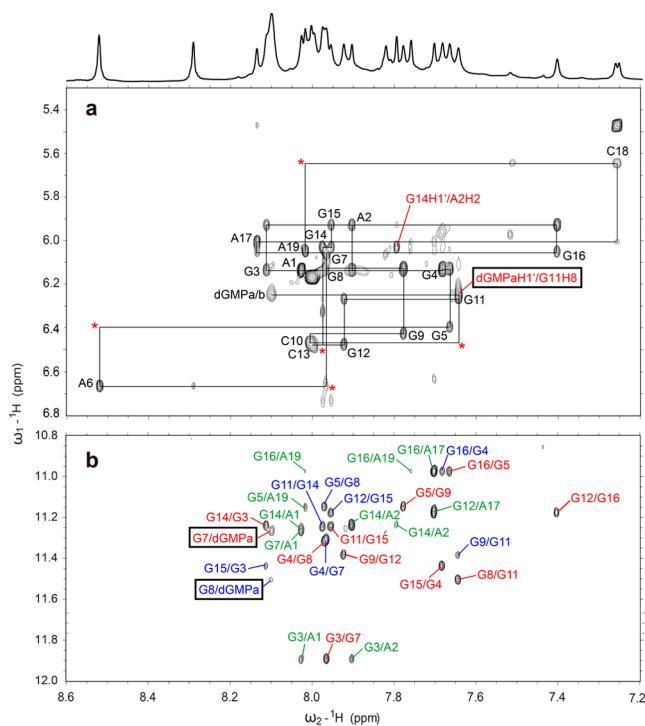 a
5.4
5.6
5.8
6.0
6.2
6.4
6.6
6.8
ω1 - 1H (ppm)
*
C18
G14H1'/A2H2
G15
A2
A17
A19
G14
G7
G16
A1
G3
G8
G4
dGMPaH1'/G11H8
dGMPa/b
G11
*
C10
C13
*
G12
G9
G5
*
A6
*
b
10.8
11.0
11.2
11.4
11.6
11.8
12.0
ω1 - 1H (ppm)
G16/A19
G16/A19
G16/A17
G16/G4
G16/G5
G11/G14
G5/G8
G5/A19
G12/G15
G5/G9
G12/A17
G12/G16
G14/A1
G14/G3
G14/A2
G14/A2
G7/dGMPa
G7/A1
G11/G15
G4/G8
G9/G12
G9/G11
G15/G3
G4/G7
G15/G4
G8/G11
G8/dGMPa
G3/A1
G3/G7
G3/A2
8.6 8.4 8.2 8.0 7.8 7.6 7.4 7.2
ω2 - 1H (ppm)